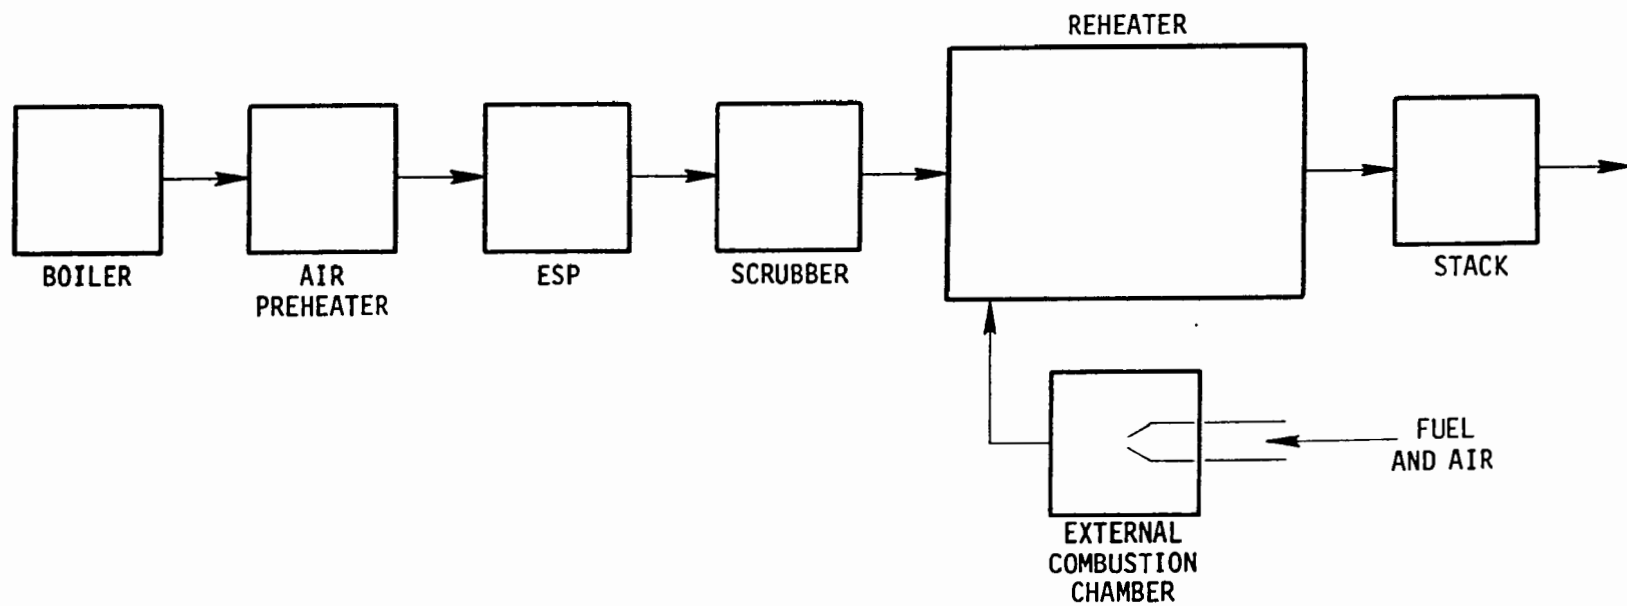 REHEATER
BOILER
AIR
PREHEATER
ESP
SCRUBBER
STACK
FUEL
AND AIR
EXTERNAL
COMBUSTION
CHAMBER